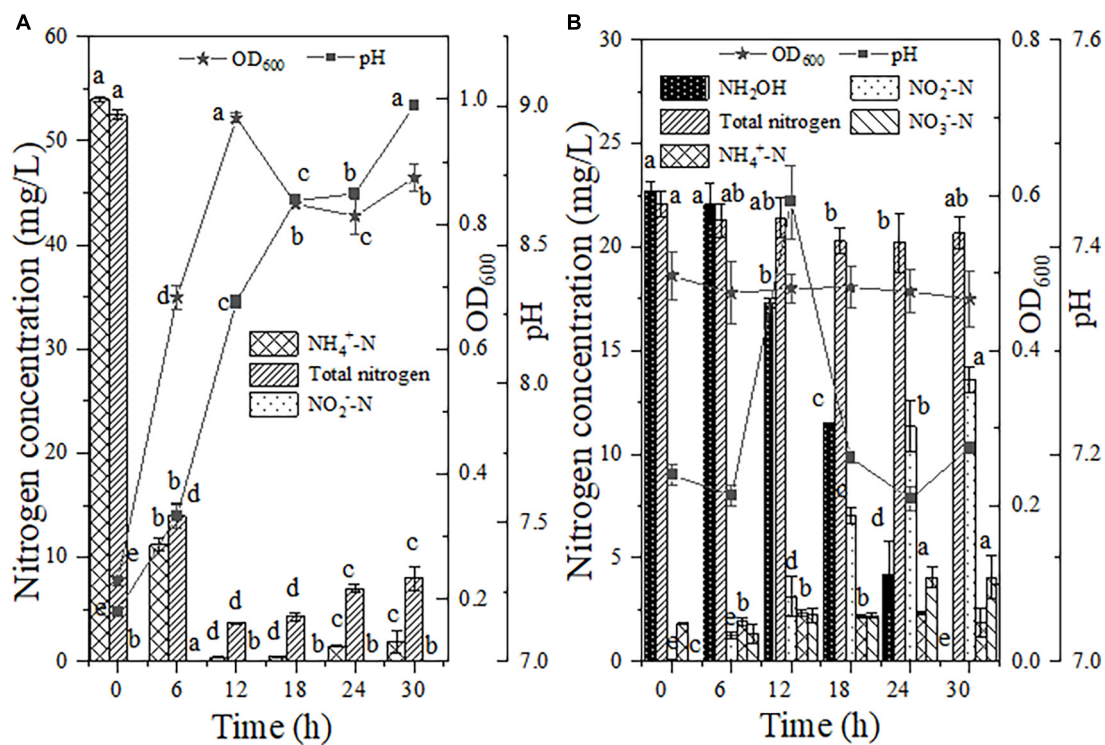 A
OD600 pH
Nitrogen concentration (mg/L)
60
50
40
30
20
10
0
a a
e e b
d b b d a
a c d d b
c b d d b
b c c c b
a b c c b
NH4+-N
Total nitrogen
NO2--N
1.0
0.8
0.6
0.4
0.2
OD600
9.0
8.5
8.0
7.5
7.0
pH
0 6 12 18 24 30
Time (h)
B
OD600 pH
NH2OH NO2--N
Total nitrogen NO3--N
NH4+-N
Nitrogen concentration (mg/L)
30
25
20
15
10
5
0
a a e c
a ab e b
b ab d b
c b c b
d b b a
e ab a a
0.8
0.6
0.4
0.2
0.0
OD600
7.6
7.4
7.2
7.0
pH
0 6 12 18 24 30
Time (h)